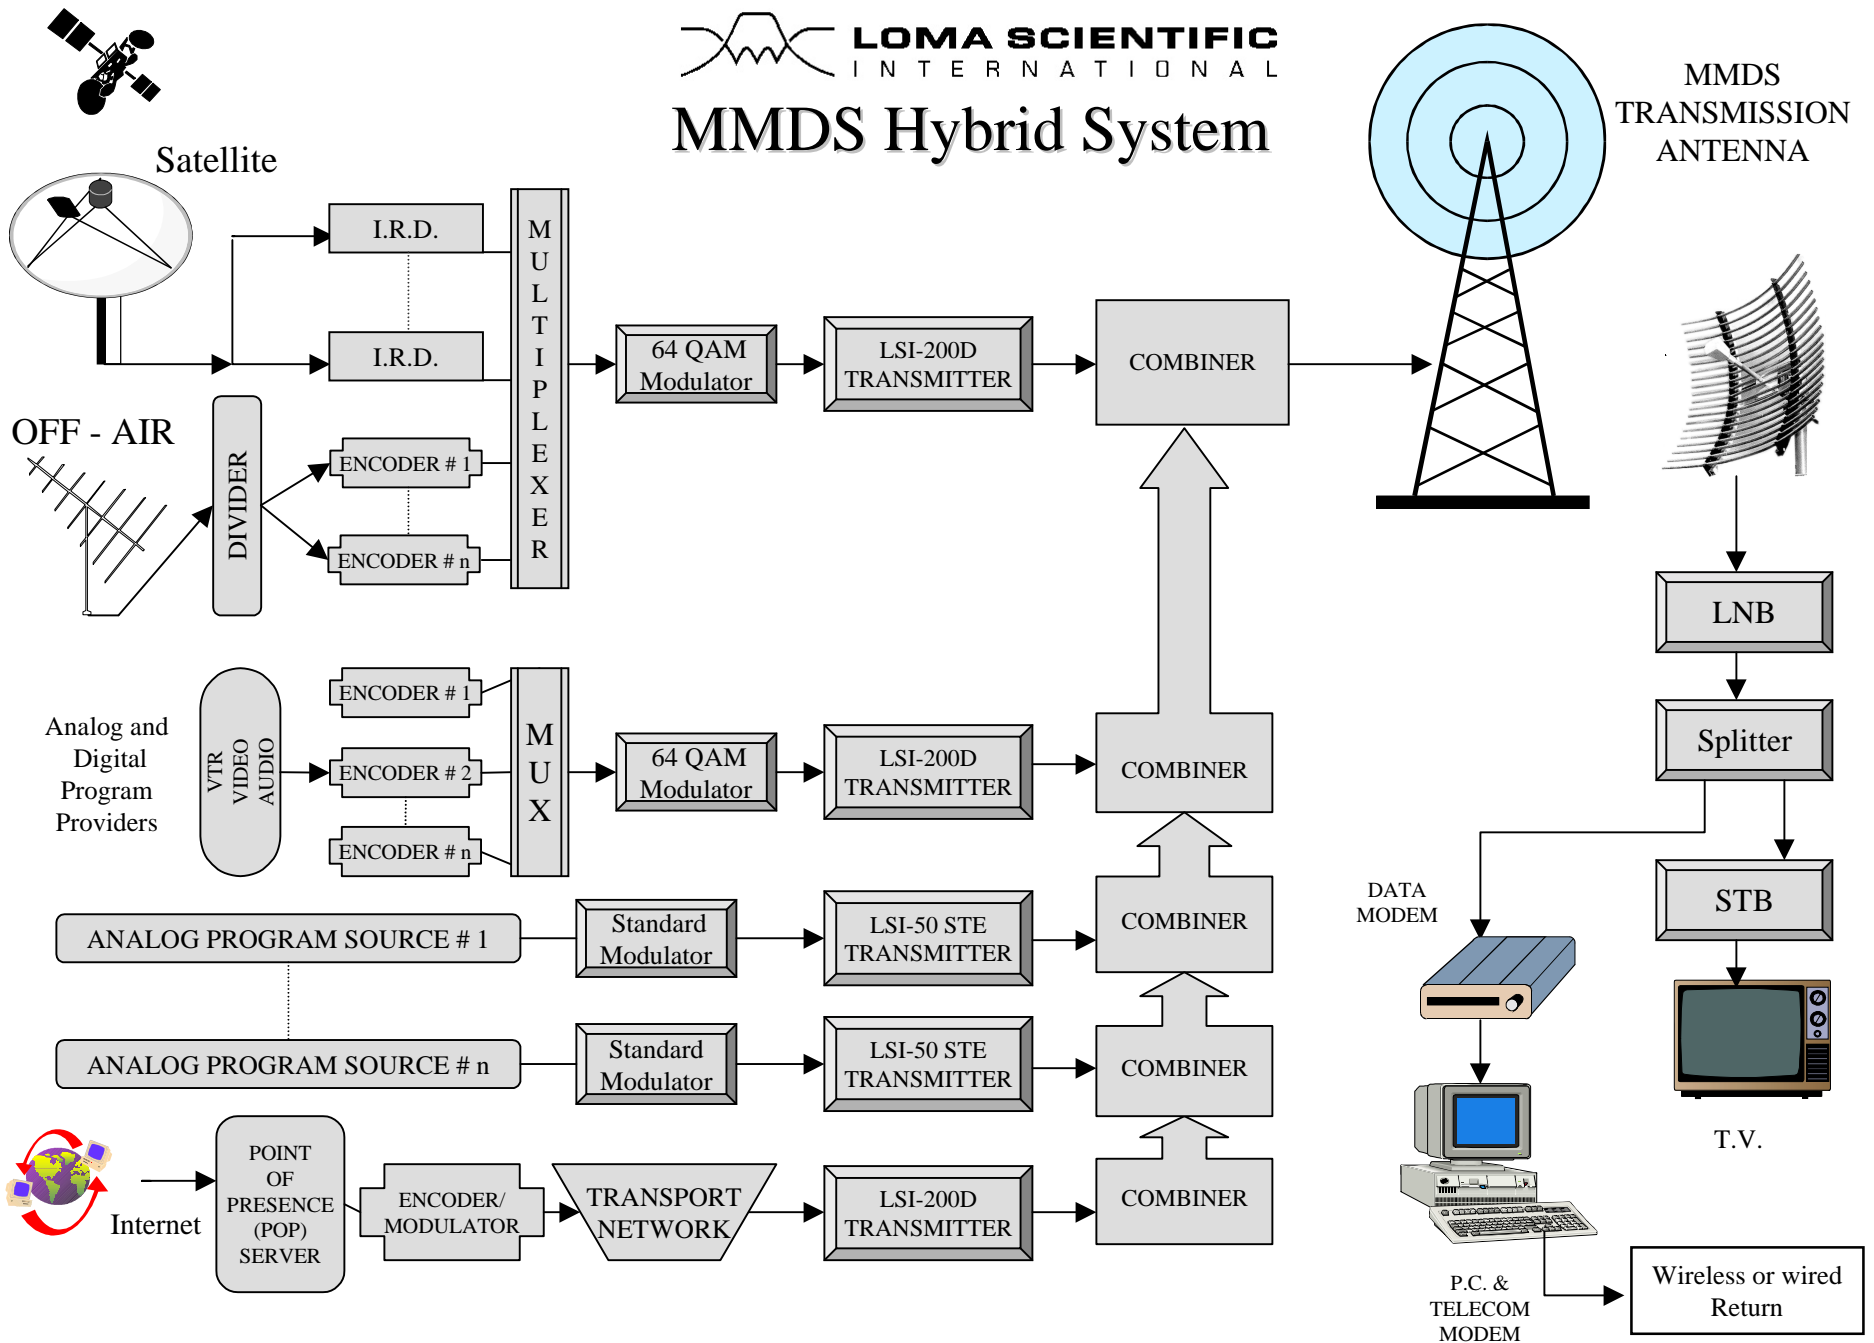 LOMA SCIENTIFIC
INTERNATIONAL
MMDS Hybrid System
MMDS
TRANSMISSION
ANTENNA
Satellite
I.R.D.
I.R.D.
MULTIPLEXER
64 QAM
Modulator
LSI-200D
TRANSMITTER
COMBINER
OFF - AIR
DIVIDER
ENCODER # 1
ENCODER # n
LNB
Splitter
STB
T.V.
DATA
MODEM
P.C. &
TELECOM
MODEM
Wireless or wired
Return
Analog and
Digital
Program
Providers
VTR
VIDEO
AUDIO
ENCODER # 1
ENCODER # 2
ENCODER # n
MUX
64 QAM
Modulator
LSI-200D
TRANSMITTER
COMBINER
ANALOG PROGRAM SOURCE # 1
Standard
Modulator
LSI-50 STE
TRANSMITTER
COMBINER
ANALOG PROGRAM SOURCE # n
Standard
Modulator
LSI-50 STE
TRANSMITTER
COMBINER
Internet
POINT
OF
PRESENCE
(POP)
SERVER
ENCODER/
MODULATOR
TRANSPORT
NETWORK
LSI-200D
TRANSMITTER
COMBINER